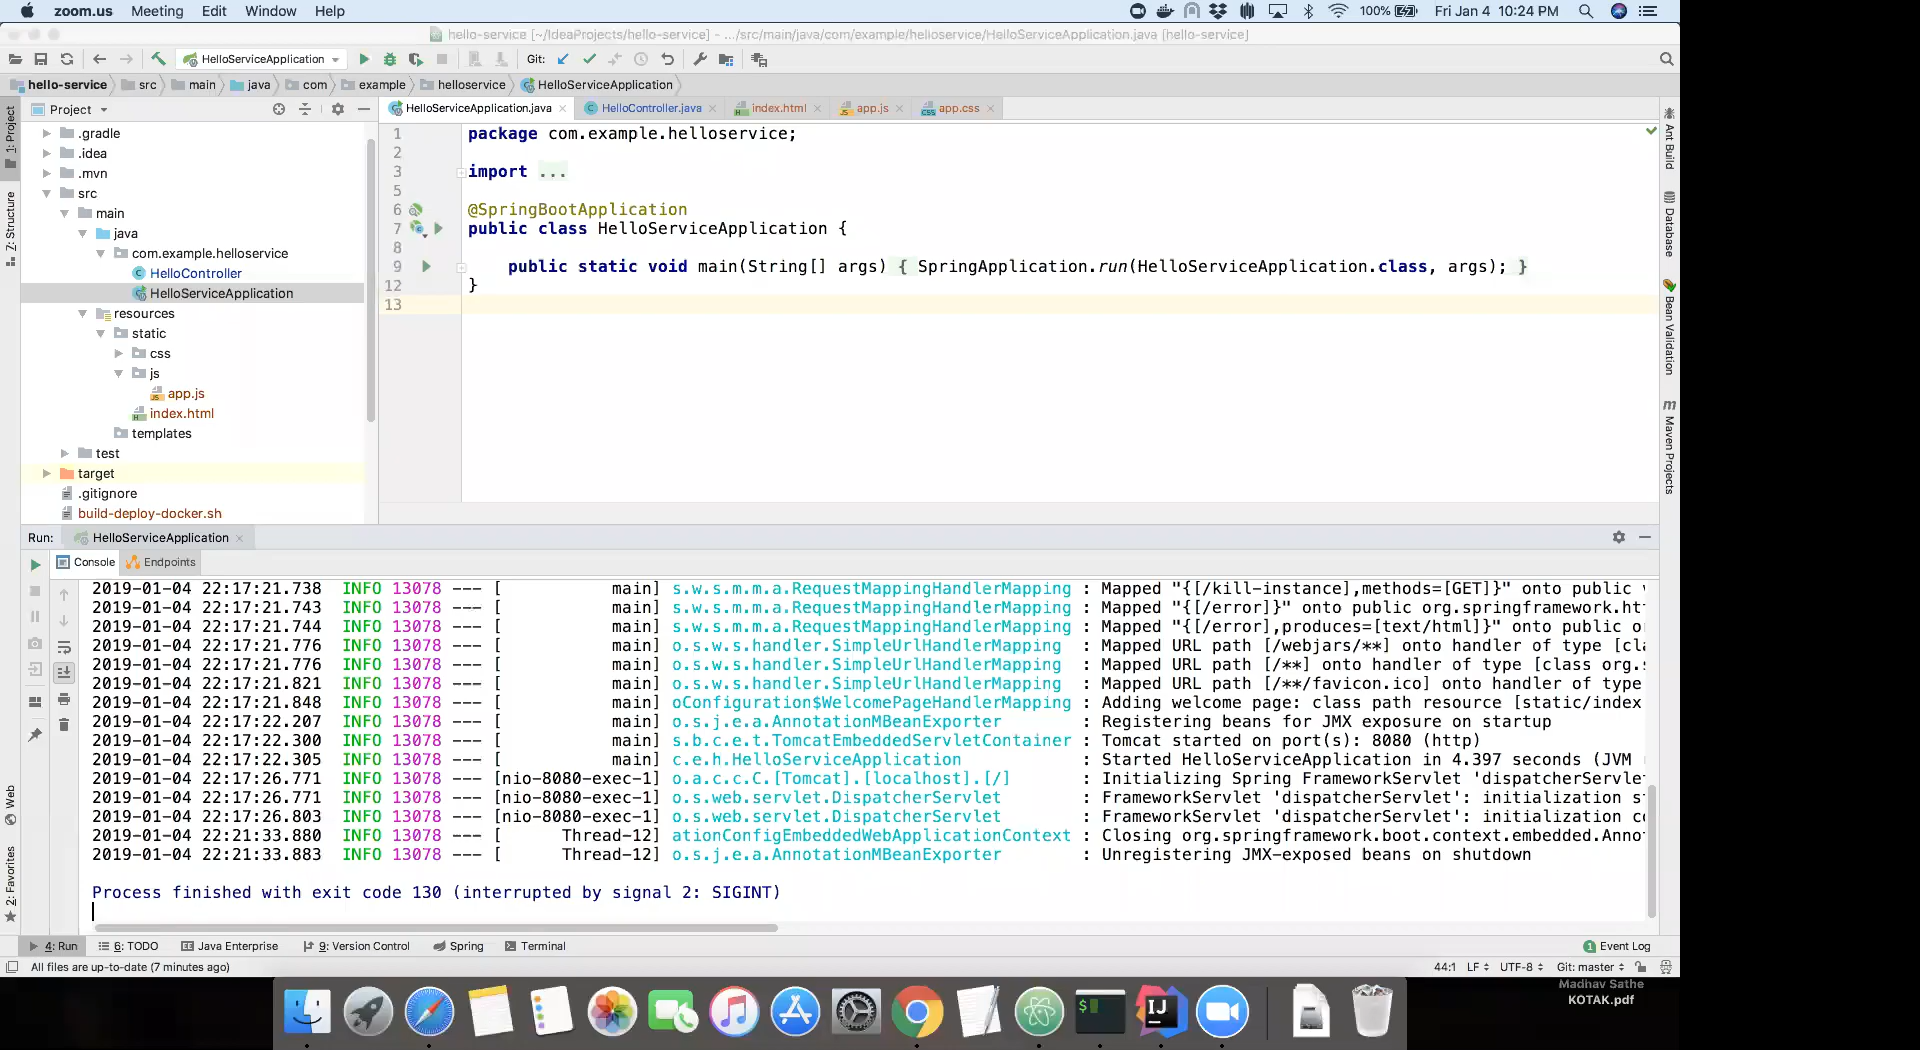 zoom.us Meeting Edit Window Help 100% Fri Jan 4 10:24 PM
hello-service [~/IdeaProjects/hello-service] - .../src/main/java/com/example/helloservice/HelloServiceApplication.java [hello-service]
HelloServiceApplication Git:
hello-service src main java com example helloservice HelloServiceApplication
Project HelloServiceApplication.java HelloController.java index.html app.js app.css
1: Project
Z: Structure
Web
2: Favorites
.gradle
.idea
.mvn
src
main
java
com.example.helloservice
HelloController
HelloServiceApplication
resources
static
css
js
app.js
index.html
templates
test
target
.gitignore
build-deploy-docker.sh
1 package com.example.helloservice;
2
3 import ...
5
6 @SpringBootApplication
7 public class HelloServiceApplication {
8
9 public static void main(String[] args) { SpringApplication.run(HelloServiceApplication.class, args); }
12 }
13
Ant Build
Database
Bean Validation
m Maven Projects
Run: HelloServiceApplication
Console Endpoints
2019-01-04 22:17:21.738 INFO 13078 --- [ main] s.w.s.m.m.a.RequestMappingHandlerMapping : Mapped "{[/kill-instance],methods=[GET]}" onto public
2019-01-04 22:17:21.743 INFO 13078 --- [ main] s.w.s.m.m.a.RequestMappingHandlerMapping : Mapped "{[/error]}" onto public org.springframework.ht
2019-01-04 22:17:21.744 INFO 13078 --- [ main] s.w.s.m.m.a.RequestMappingHandlerMapping : Mapped "{[/error],produces=[text/html]}" onto public o
2019-01-04 22:17:21.776 INFO 13078 --- [ main] o.s.w.s.handler.SimpleUrlHandlerMapping : Mapped URL path [/webjars/**] onto handler of type [cl
2019-01-04 22:17:21.776 INFO 13078 --- [ main] o.s.w.s.handler.SimpleUrlHandlerMapping : Mapped URL path [/**] onto handler of type [class org.
2019-01-04 22:17:21.821 INFO 13078 --- [ main] o.s.w.s.handler.SimpleUrlHandlerMapping : Mapped URL path [/**/favicon.ico] onto handler of type
2019-01-04 22:17:21.848 INFO 13078 --- [ main] oConfiguration$WelcomePageHandlerMapping : Adding welcome page: class path resource [static/index
2019-01-04 22:17:22.207 INFO 13078 --- [ main] o.s.j.e.a.AnnotationMBeanExporter : Registering beans for JMX exposure on startup
2019-01-04 22:17:22.300 INFO 13078 --- [ main] s.b.c.e.t.TomcatEmbeddedServletContainer : Tomcat started on port(s): 8080 (http)
2019-01-04 22:17:22.305 INFO 13078 --- [ main] c.e.h.HelloServiceApplication : Started HelloServiceApplication in 4.397 seconds (JVM
2019-01-04 22:17:26.771 INFO 13078 --- [nio-8080-exec-1] o.a.c.c.C.[Tomcat].[localhost].[/] : Initializing Spring FrameworkServlet 'dispatcherServle
2019-01-04 22:17:26.771 INFO 13078 --- [nio-8080-exec-1] o.s.web.servlet.DispatcherServlet : FrameworkServlet 'dispatcherServlet': initialization s
2019-01-04 22:17:26.803 INFO 13078 --- [nio-8080-exec-1] o.s.web.servlet.DispatcherServlet : FrameworkServlet 'dispatcherServlet': initialization c
2019-01-04 22:21:33.880 INFO 13078 --- [ Thread-12] ationConfigEmbeddedWebApplicationContext : Closing org.springframework.boot.context.embedded.Anno
2019-01-04 22:21:33.883 INFO 13078 --- [ Thread-12] o.s.j.e.a.AnnotationMBeanExporter : Unregistering JMX-exposed beans on shutdown
Process finished with exit code 130 (interrupted by signal 2: SIGINT)
4: Run 6: TODO Java Enterprise 9: Version Control Spring Terminal 1 Event Log
All files are up-to-date (7 minutes ago) 44:1 LF UTF-8 Git: master
Madhav Sathe
KOTAK.pdf